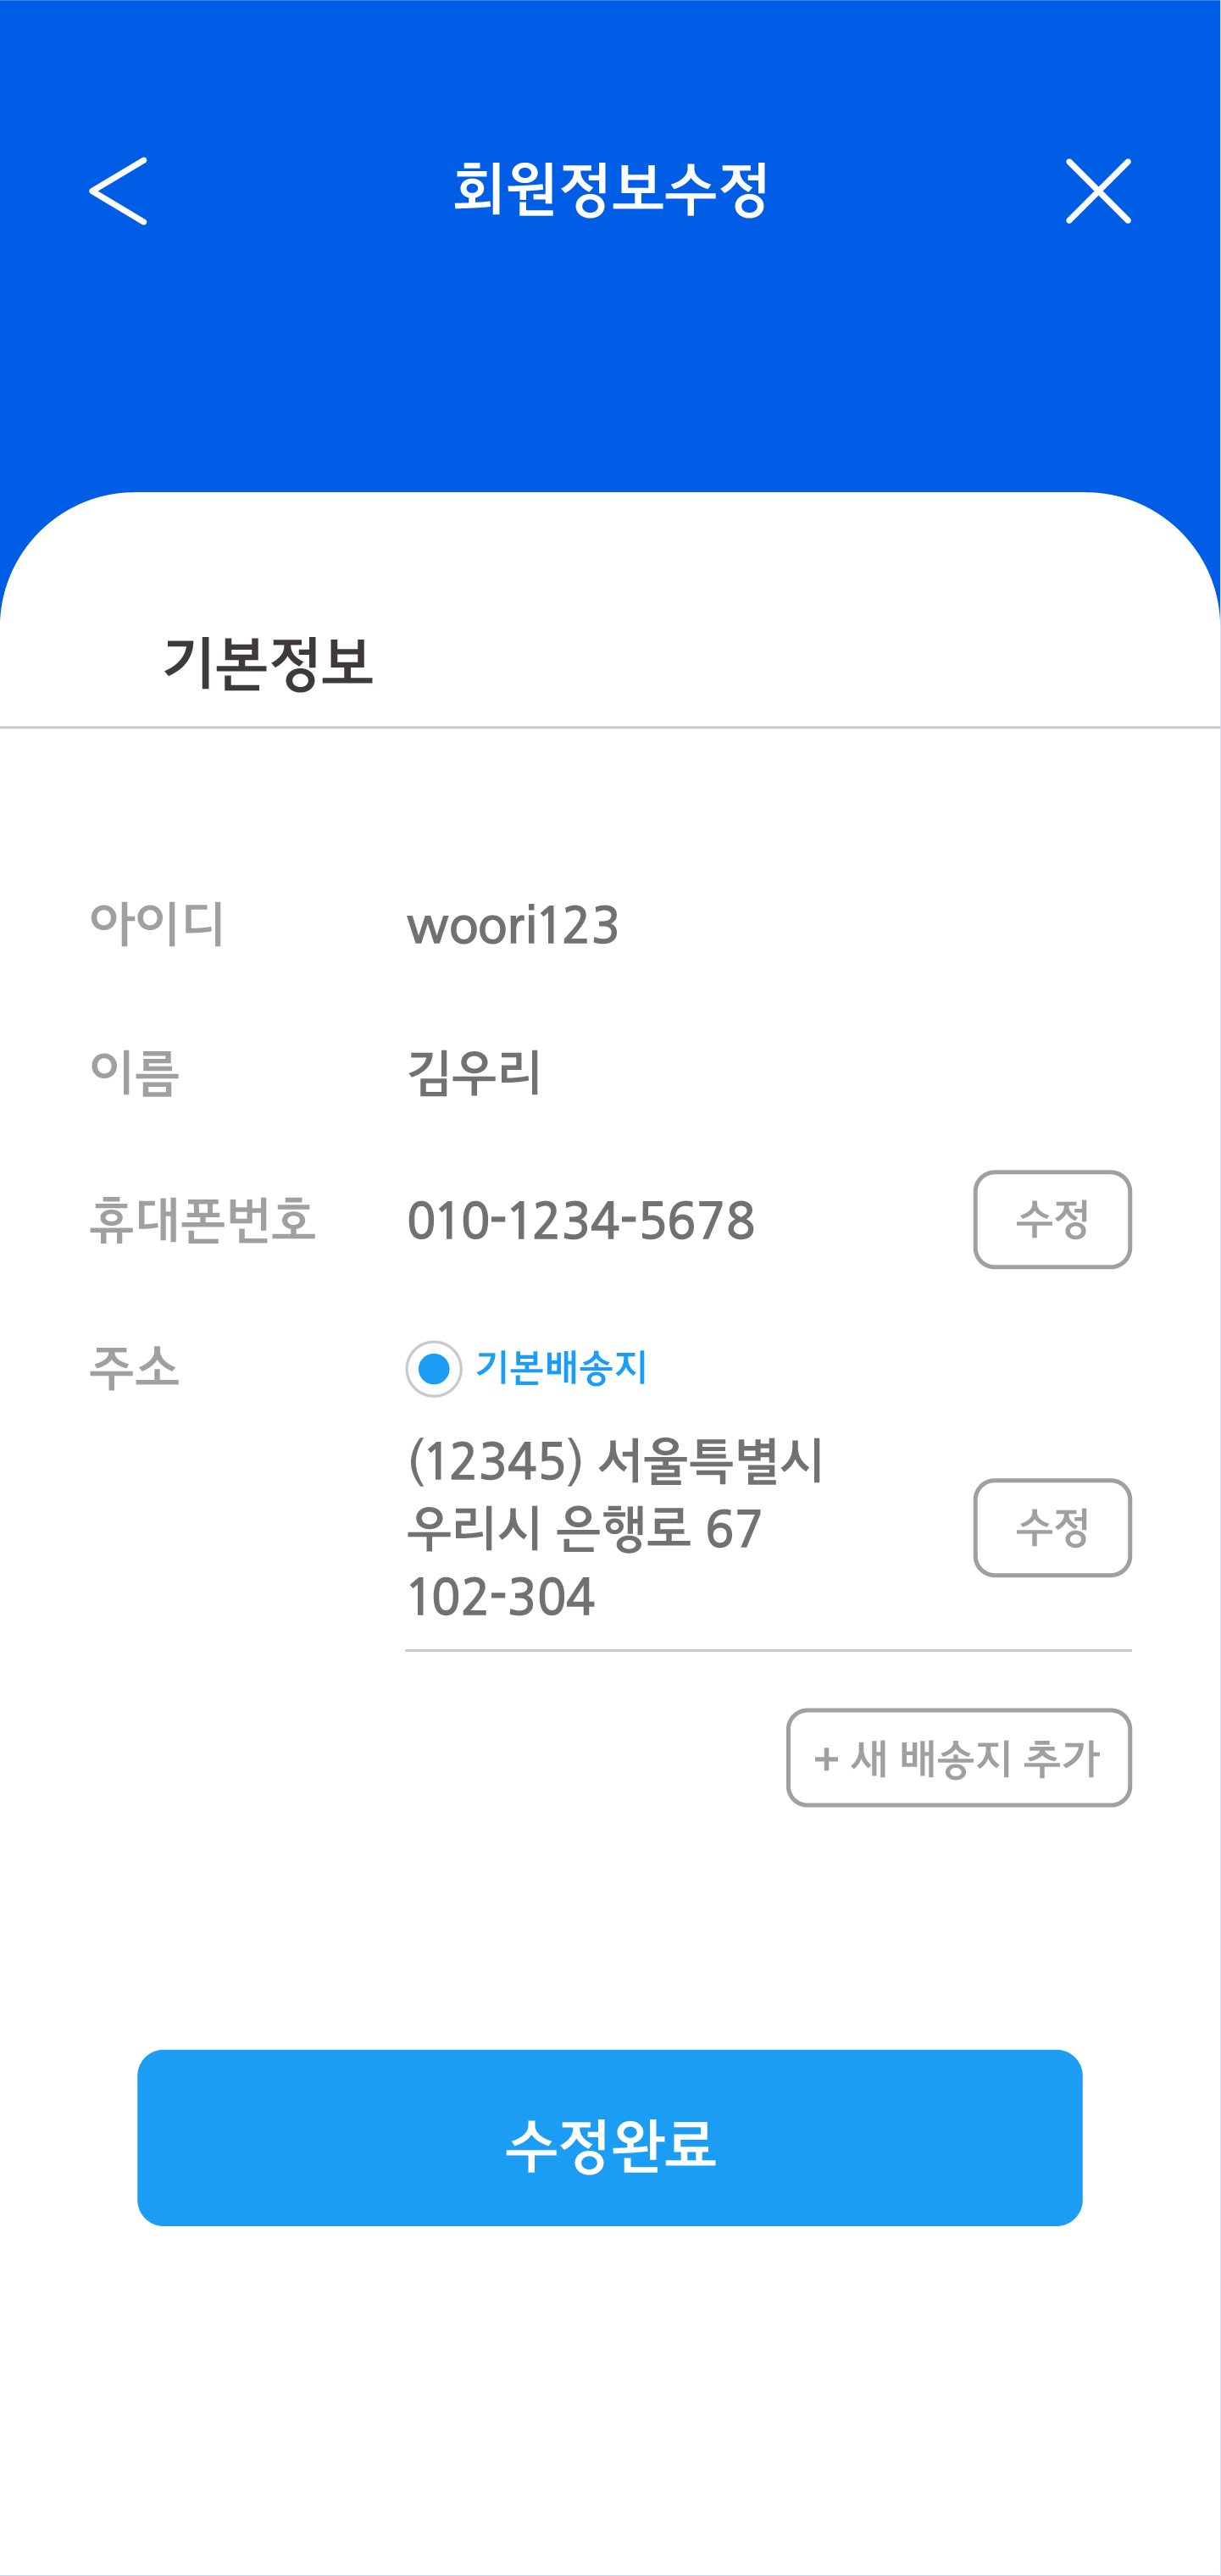 회원정보수정
기본정보
아이디 woori123
이름 김우리
휴대폰번호 010-1234-5678 수정
주소 기본배송지
(12345) 서울특별시
우리시 은행로 67 수정
102-304
+ 새 배송지 추가
수정완료